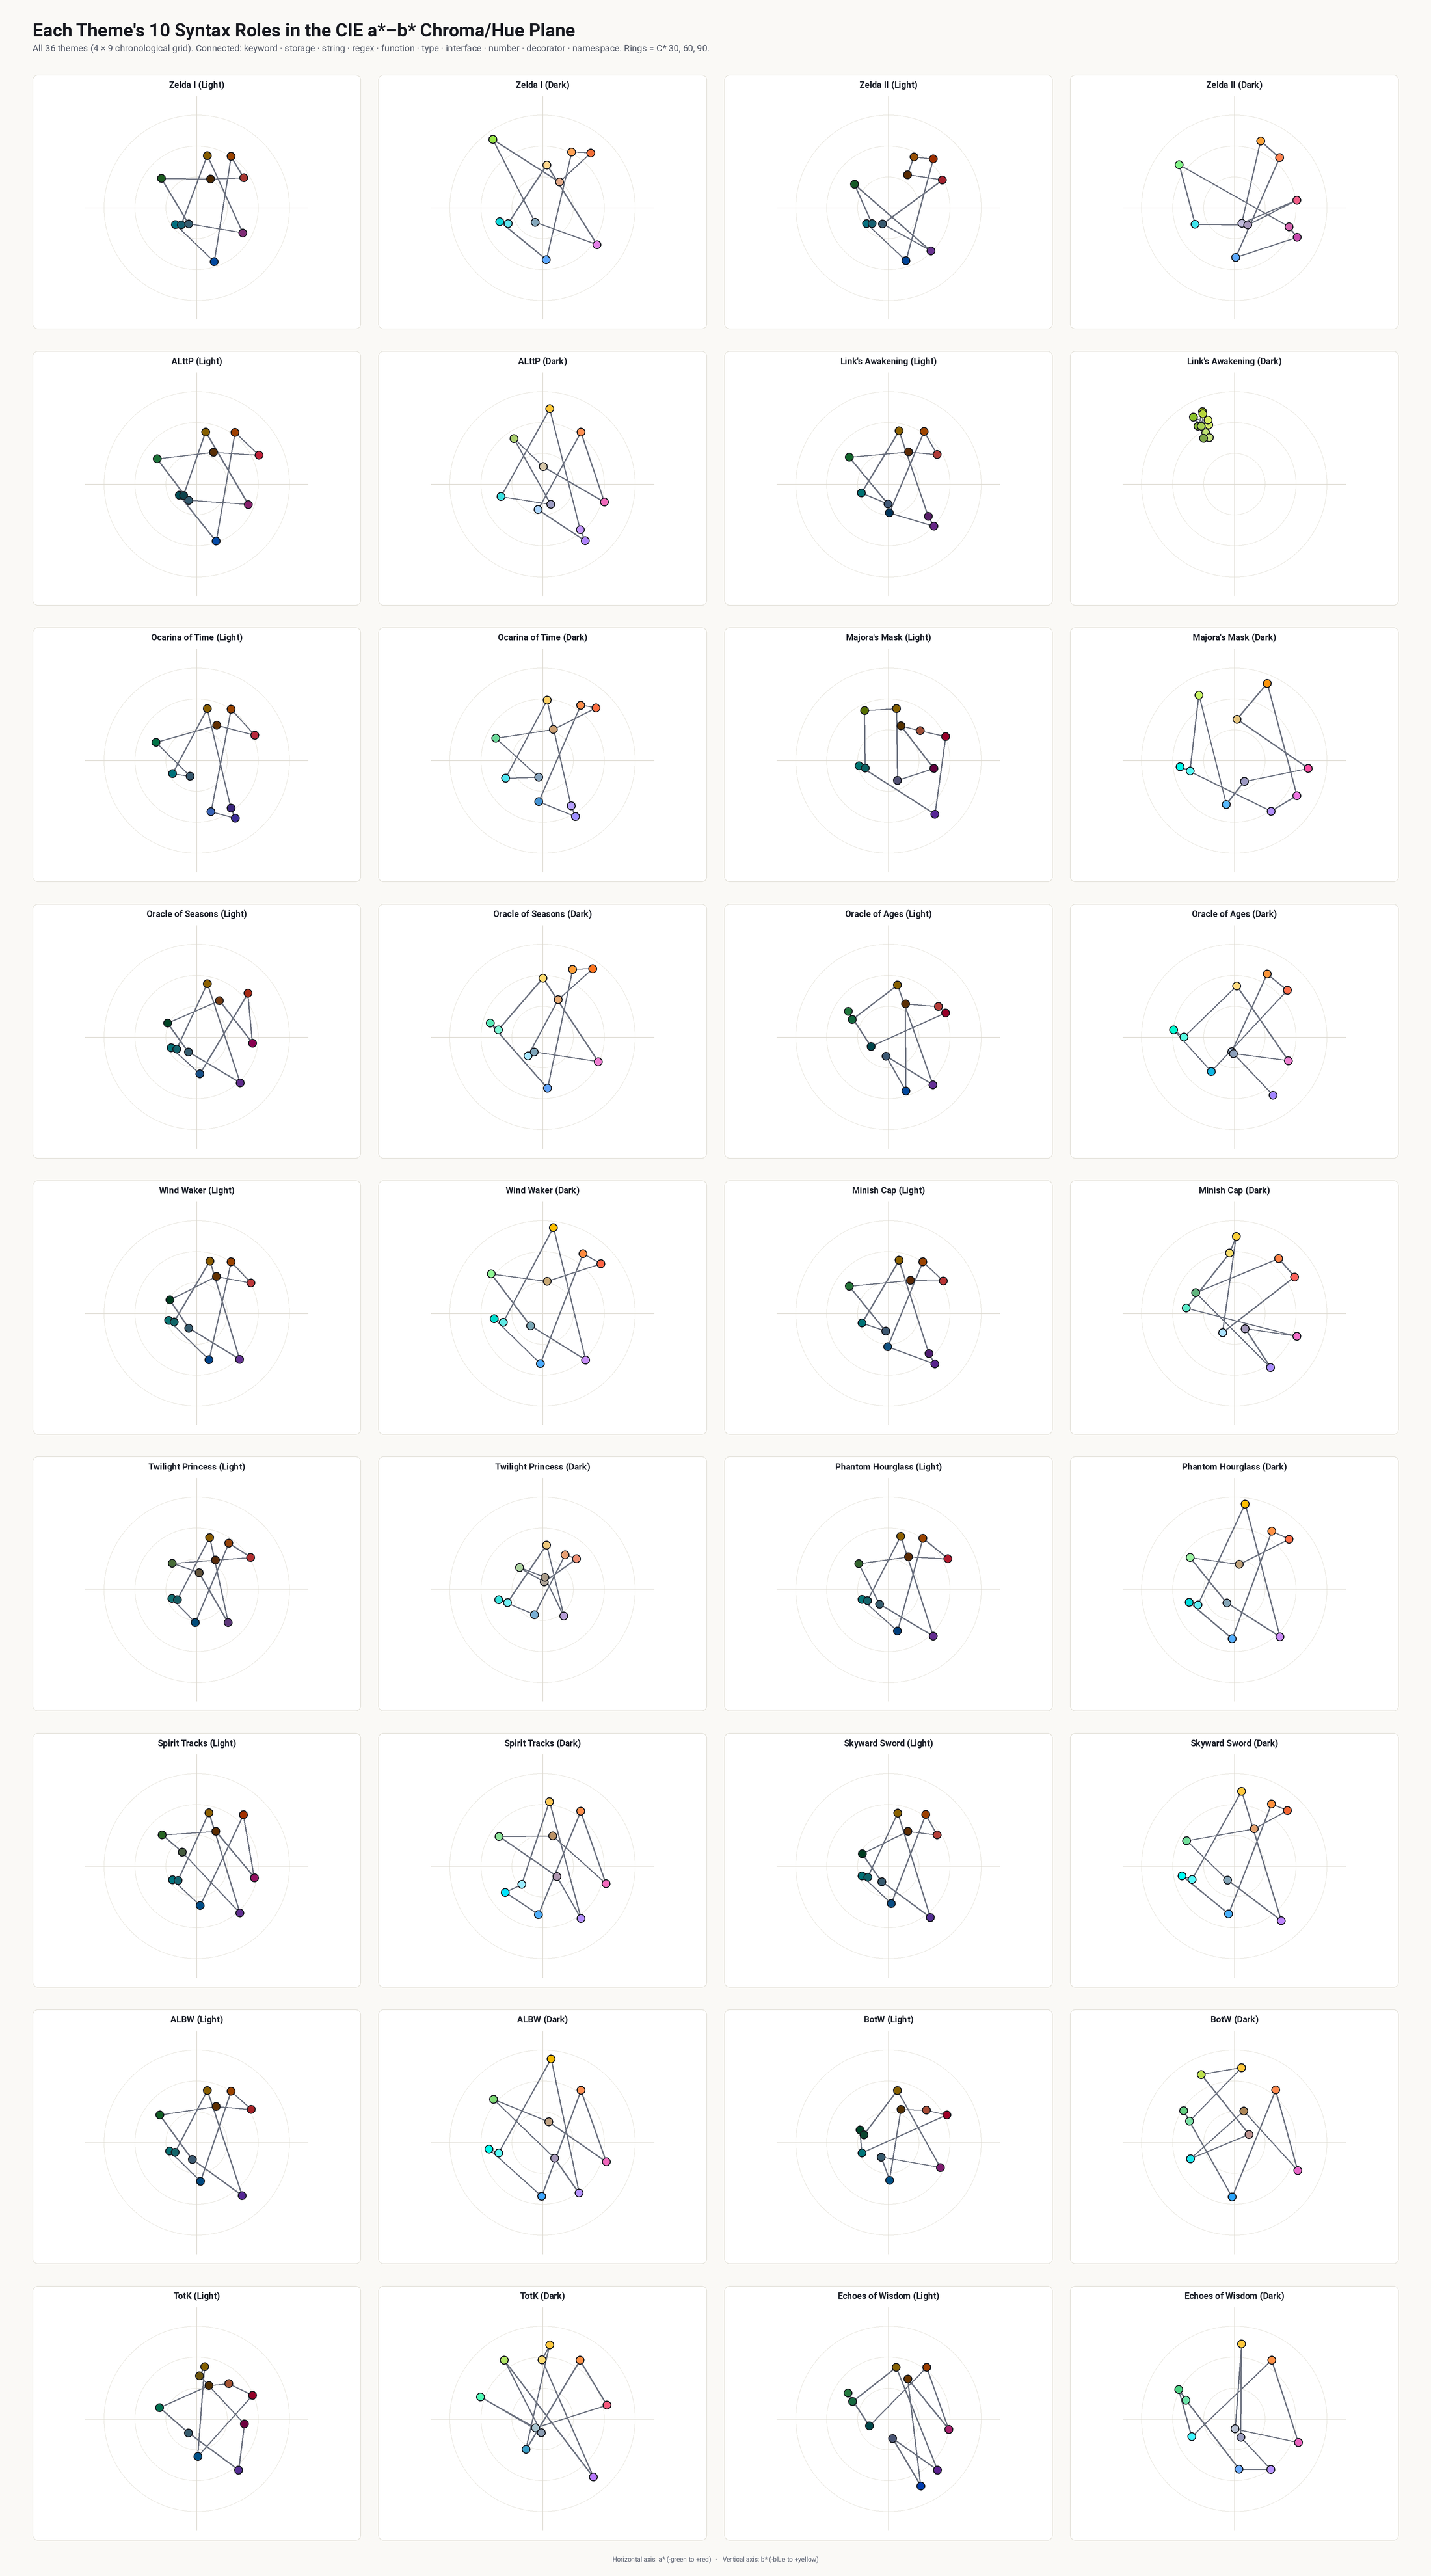 Each Theme's 10 Syntax Roles in the CIE a*–b* Chroma/Hue Plane
All 36 themes (4 × 9 chronological grid). Connected: keyword · storage · string · regex · function · type · interface · number · decorator · namespace. Rings = C* 30, 60, 90.
Zelda I (Light)
Zelda I (Dark)
Zelda II (Light)
Zelda II (Dark)
ALttP (Light)
ALttP (Dark)
Link's Awakening (Light)
Link's Awakening (Dark)
Ocarina of Time (Light)
Ocarina of Time (Dark)
Majora's Mask (Light)
Majora's Mask (Dark)
Oracle of Seasons (Light)
Oracle of Seasons (Dark)
Oracle of Ages (Light)
Oracle of Ages (Dark)
Wind Waker (Light)
Wind Waker (Dark)
Minish Cap (Light)
Minish Cap (Dark)
Twilight Princess (Light)
Twilight Princess (Dark)
Phantom Hourglass (Light)
Phantom Hourglass (Dark)
Spirit Tracks (Light)
Spirit Tracks (Dark)
Skyward Sword (Light)
Skyward Sword (Dark)
ALBW (Light)
ALBW (Dark)
BotW (Light)
BotW (Dark)
TotK (Light)
TotK (Dark)
Echoes of Wisdom (Light)
Echoes of Wisdom (Dark)
Horizontal axis: a* (-green to +red) · Vertical axis: b* (-blue to +yellow)